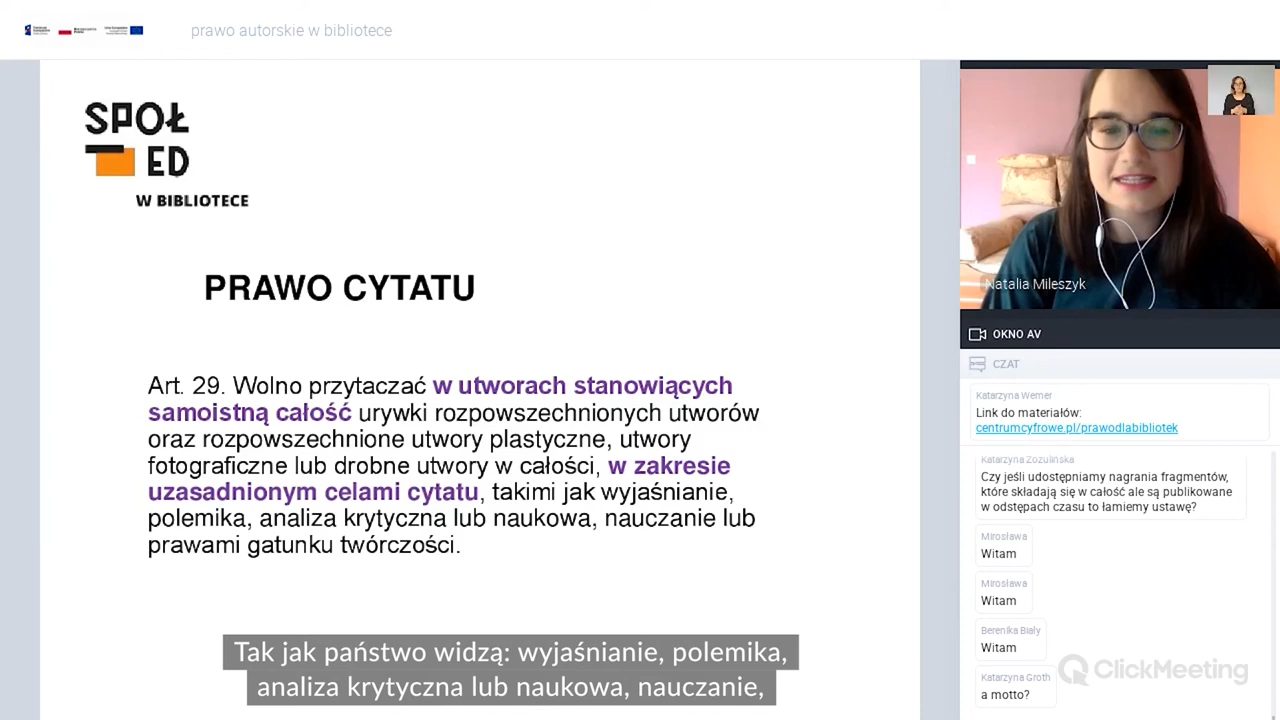 prawo autorskie w bibliotece
SPOŁ
ED
W BIBLIOTECE
PRAWO CYTATU
Art. 29. Wolno przytaczać w utworach stanowiących
samoistną całość urywki rozpowszechnionych utworów
oraz rozpowszechnione utwory plastyczne, utwory
fotograficzne lub drobne utwory w całości, w zakresie
uzasadnionym celami cytatu, takimi jak wyjaśnianie,
polemika, analiza krytyczna lub naukowa, nauczanie lub
prawami gatunku twórczości.
Tak jak państwo widzą: wyjaśnianie, polemika,
analiza krytyczna lub naukowa, nauczanie,
Natalia Mileszyk
OKNO AV
CZAT
Katarzyna Werner
Link do materiałów:
centrumcyfrowe.pl/prawodlabibliotek
Katarzyna Zozulińska
Czy jeśli udostępniamy nagrania fragmentów,
które składają się w całość ale są publikowane
w odstępach czasu to łamiemy ustawę?
Mirosława
Witam
Mirosława
Witam
Berenika Biały
Witam
Katarzyna Groth
a motto?
ClickMeeting